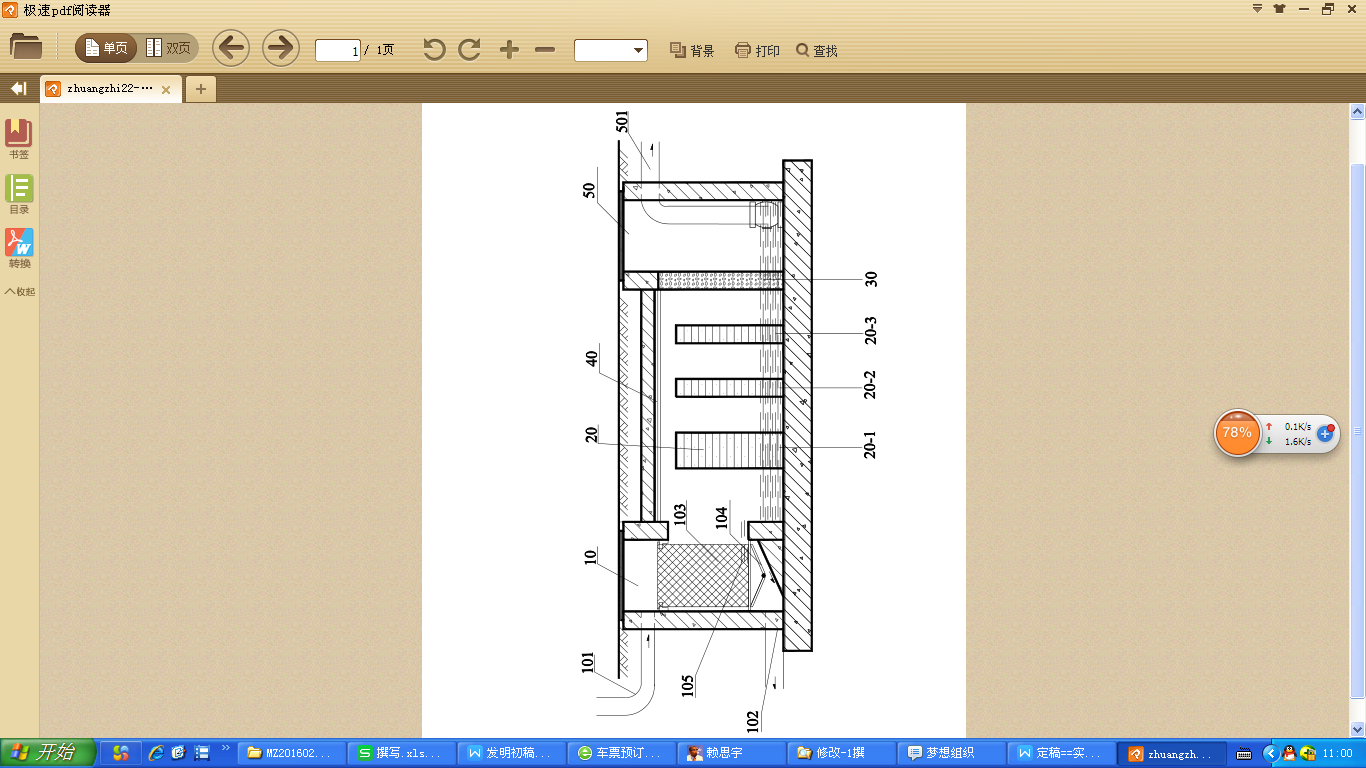 极速pdf阅读器
单页 双页 1 / 1页 背景 打印 查找
zhuangzhi22-···
书签
目录
转换
收起
501
50
30
20-3
40
20-2
20
20-1
103
104
10
101
105
102
78%
0.1K/s
1.6K/s
开始
MZ201602...
撰写.xls...
发明初稿...
车票预订...
赖思宇
修改-1撰
梦想组织
定稿==实...
zhuangzh...
11:00